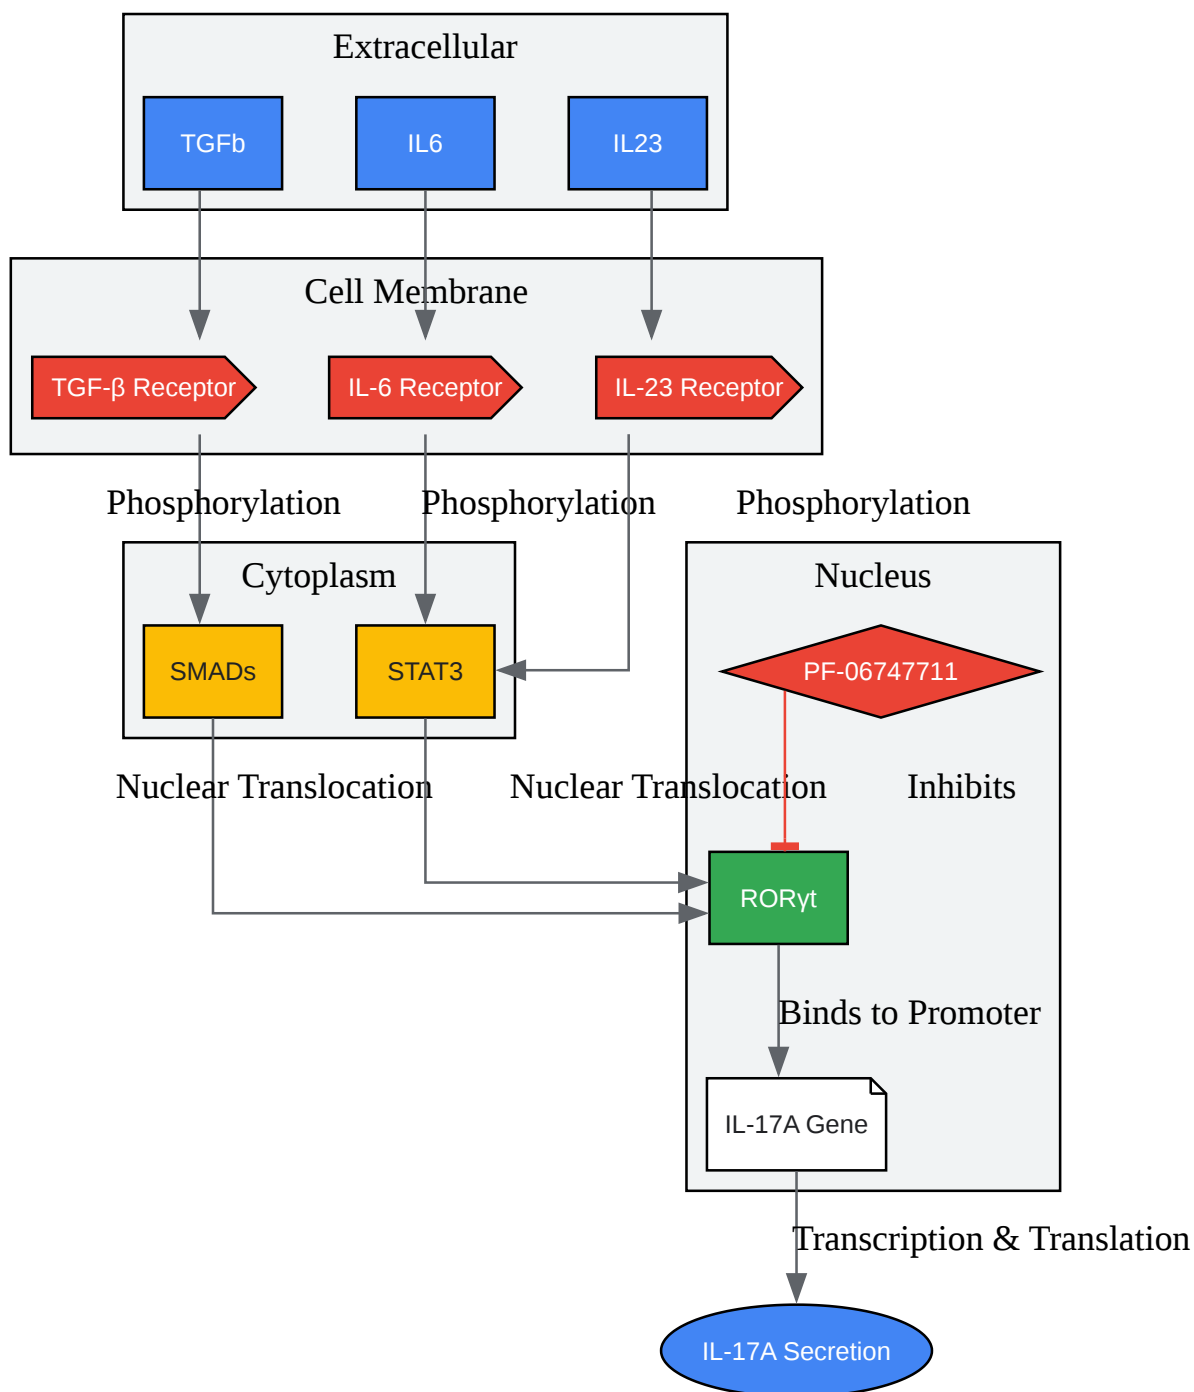 Extracellular
TGFb
IL6
IL23
Cell Membrane
TGF-β Receptor
IL-6 Receptor
IL-23 Receptor
Phosphorylation
Phosphorylation
Phosphorylation
Cytoplasm
Nucleus
SMADs
STAT3
PF-06747711
Nuclear Translocation
Nuclear Translocation
Inhibits
RORγt
Binds to Promoter
IL-17A Gene
Transcription & Translation
IL-17A Secretion